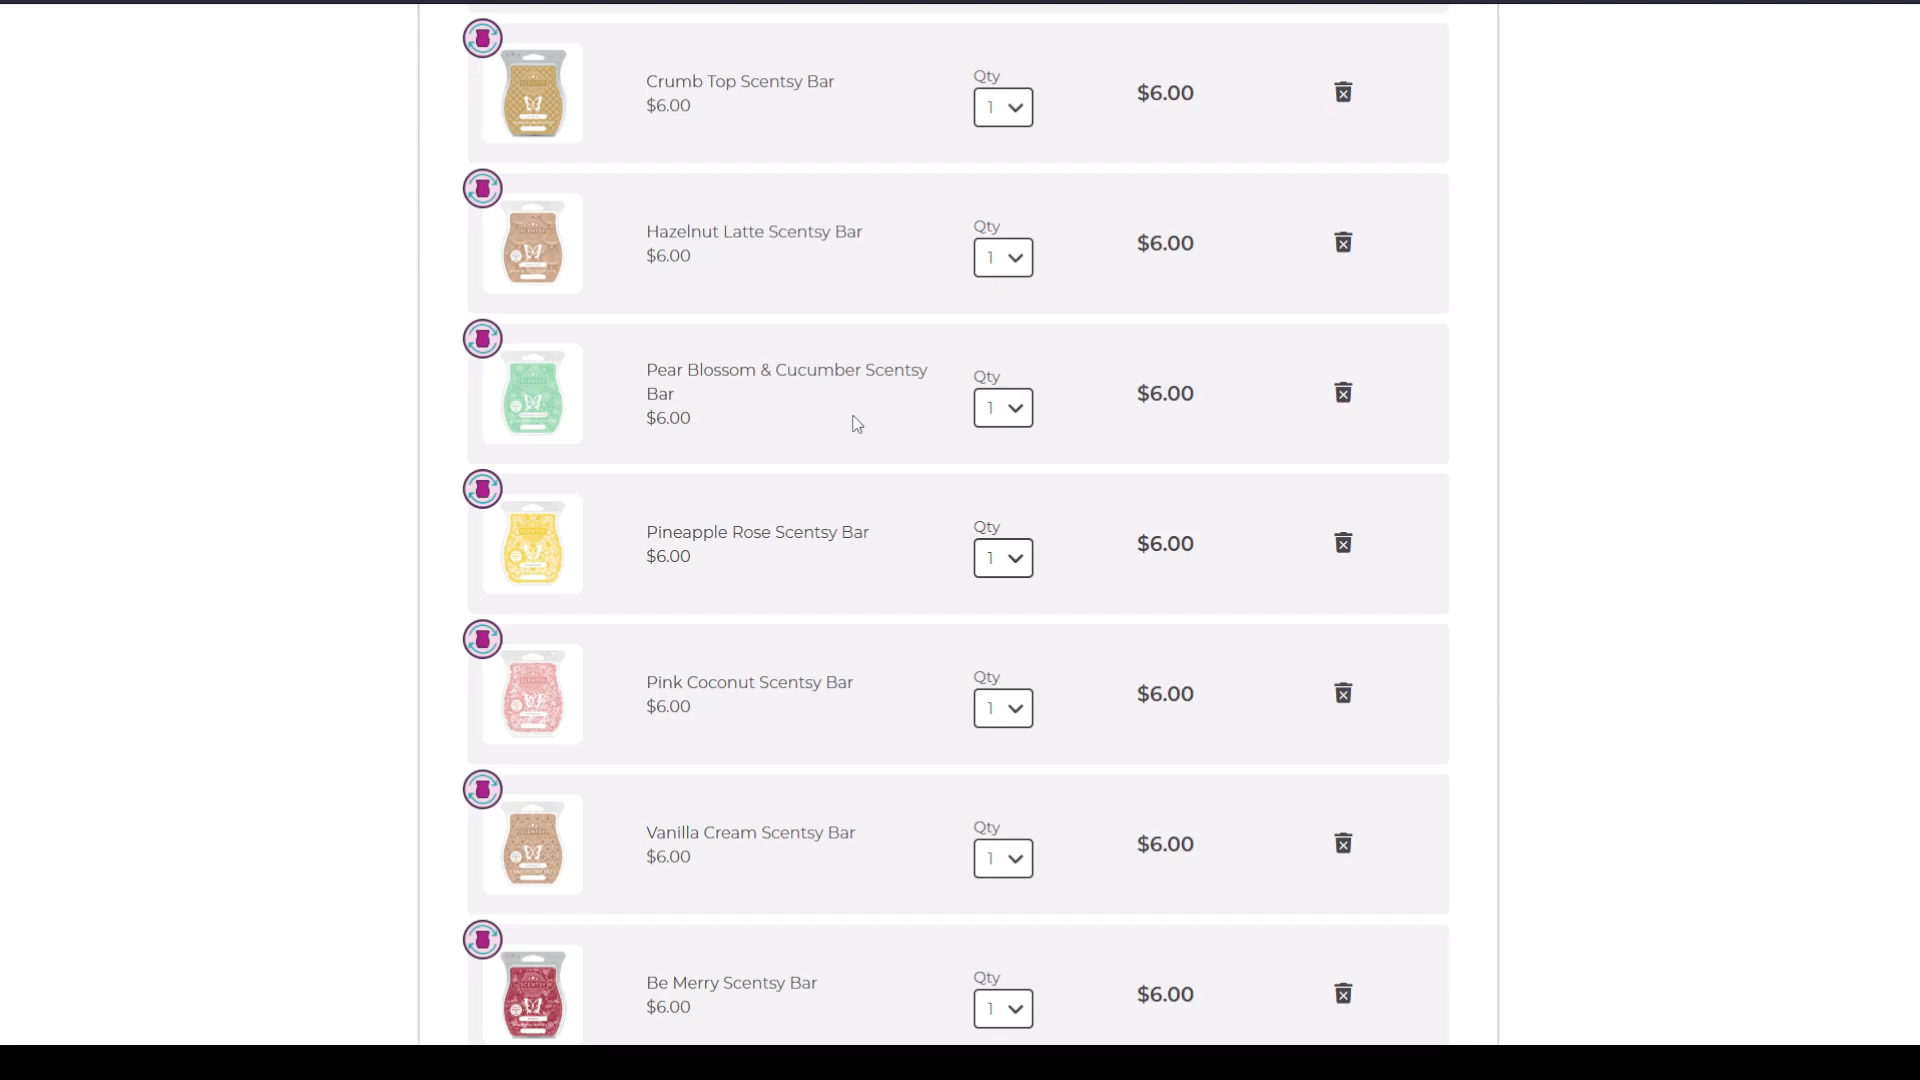 Crumb Top Scentsy Bar
$6.00
Qty
1
$6.00
Hazelnut Latte Scentsy Bar
$6.00
Qty
1
$6.00
Pear Blossom & Cucumber Scentsy
Bar
$6.00
Qty
1
$6.00
Pineapple Rose Scentsy Bar
$6.00
Qty
1
$6.00
Pink Coconut Scentsy Bar
$6.00
Qty
1
$6.00
Vanilla Cream Scentsy Bar
$6.00
Qty
1
$6.00
Be Merry Scentsy Bar
$6.00
Qty
1
$6.00